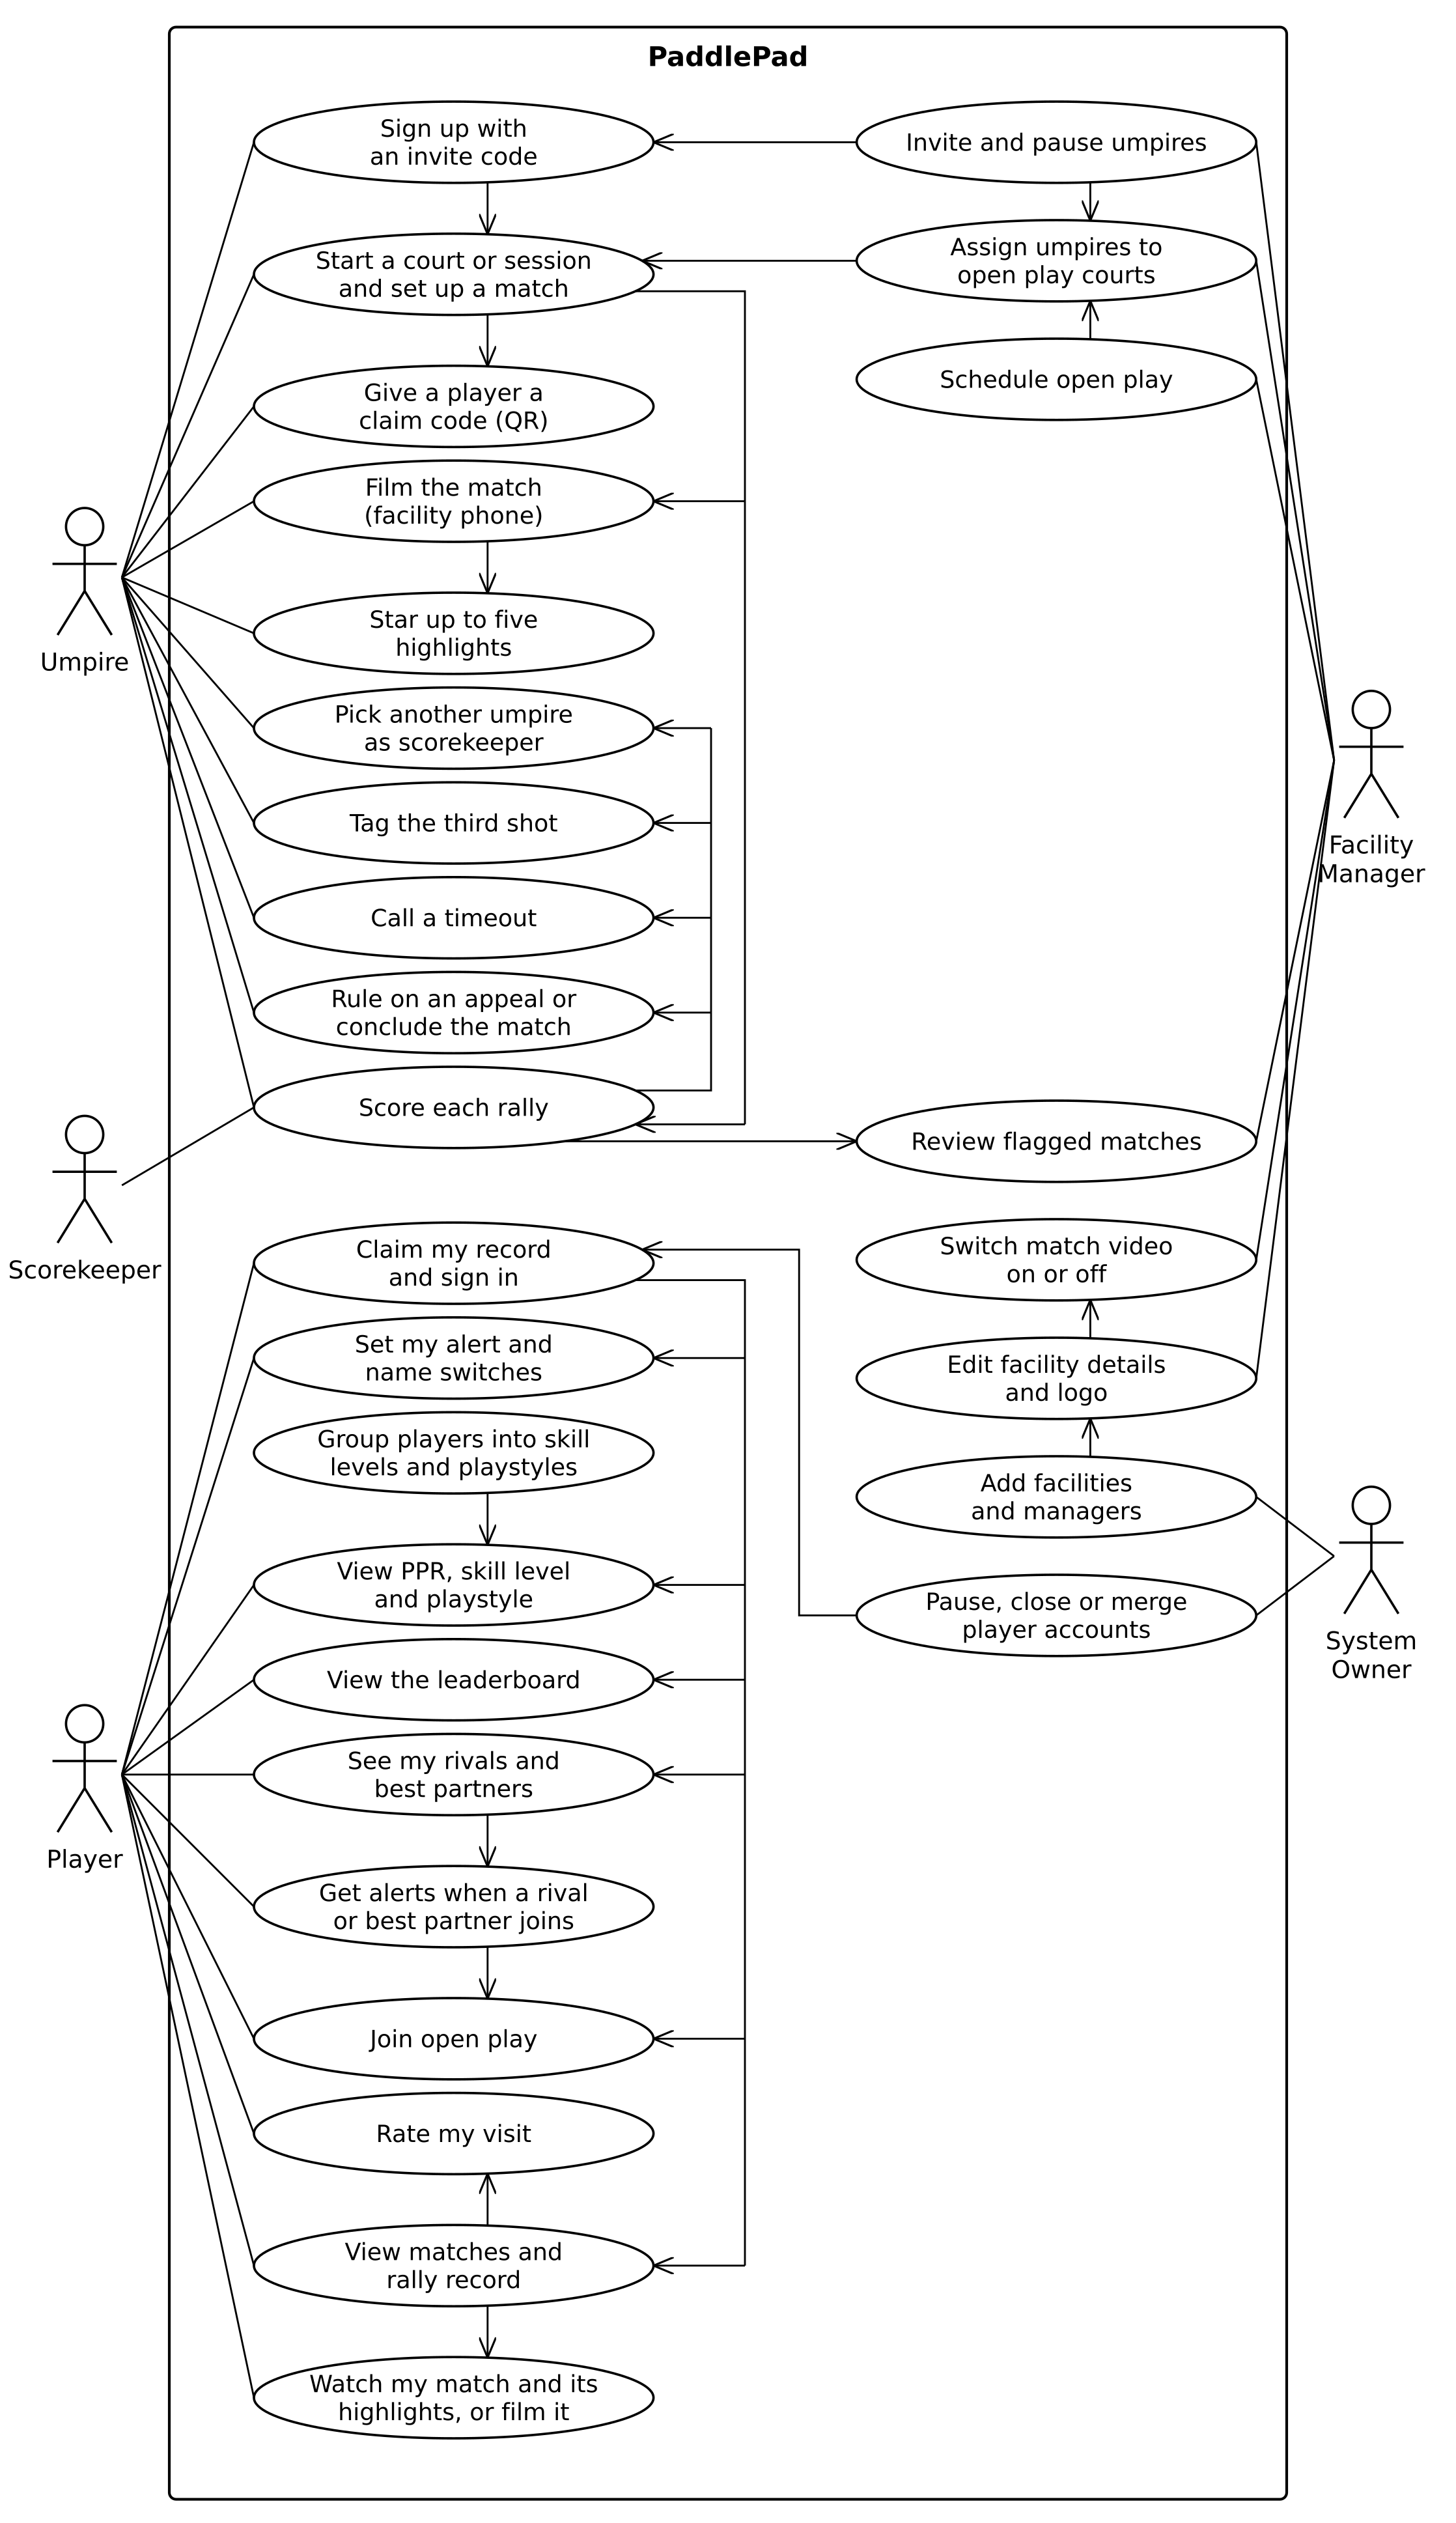 PaddlePad
Sign up with
an invite code
Invite and pause umpires
Start a court or session
and set up a match
Assign umpires to
open play courts
Schedule open play
Give a player a
claim code (QR)
Film the match
(facility phone)
Star up to five
highlights
Umpire
Pick another umpire
as scorekeeper
Tag the third shot
Facility
Manager
Call a timeout
Rule on an appeal or
conclude the match
Score each rally
Review flagged matches
Scorekeeper
Claim my record
and sign in
Switch match video
on or off
Set my alert and
name switches
Edit facility details
and logo
Group players into skill
levels and playstyles
Add facilities
and managers
View PPR, skill level
and playstyle
Pause, close or merge
player accounts
System
Owner
View the leaderboard
See my rivals and
best partners
Player
Get alerts when a rival
or best partner joins
Join open play
Rate my visit
View matches and
rally record
Watch my match and its
highlights, or film it